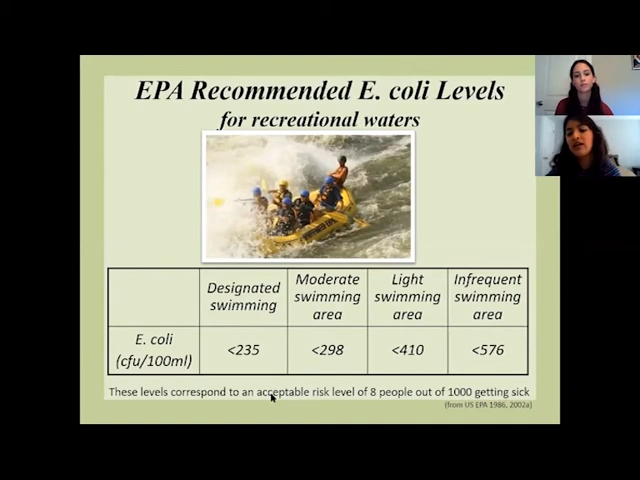 EPA Recommended E. coli Levels
for recreational waters
Designated swimming
Moderate swimming area
Light swimming area
Infrequent swimming area
E. coli (cfu/100ml)
<235
<298
<410
<576
These levels correspond to an acceptable risk level of 8 people out of 1000 getting sick
(from US EPA 1986, 2002a)